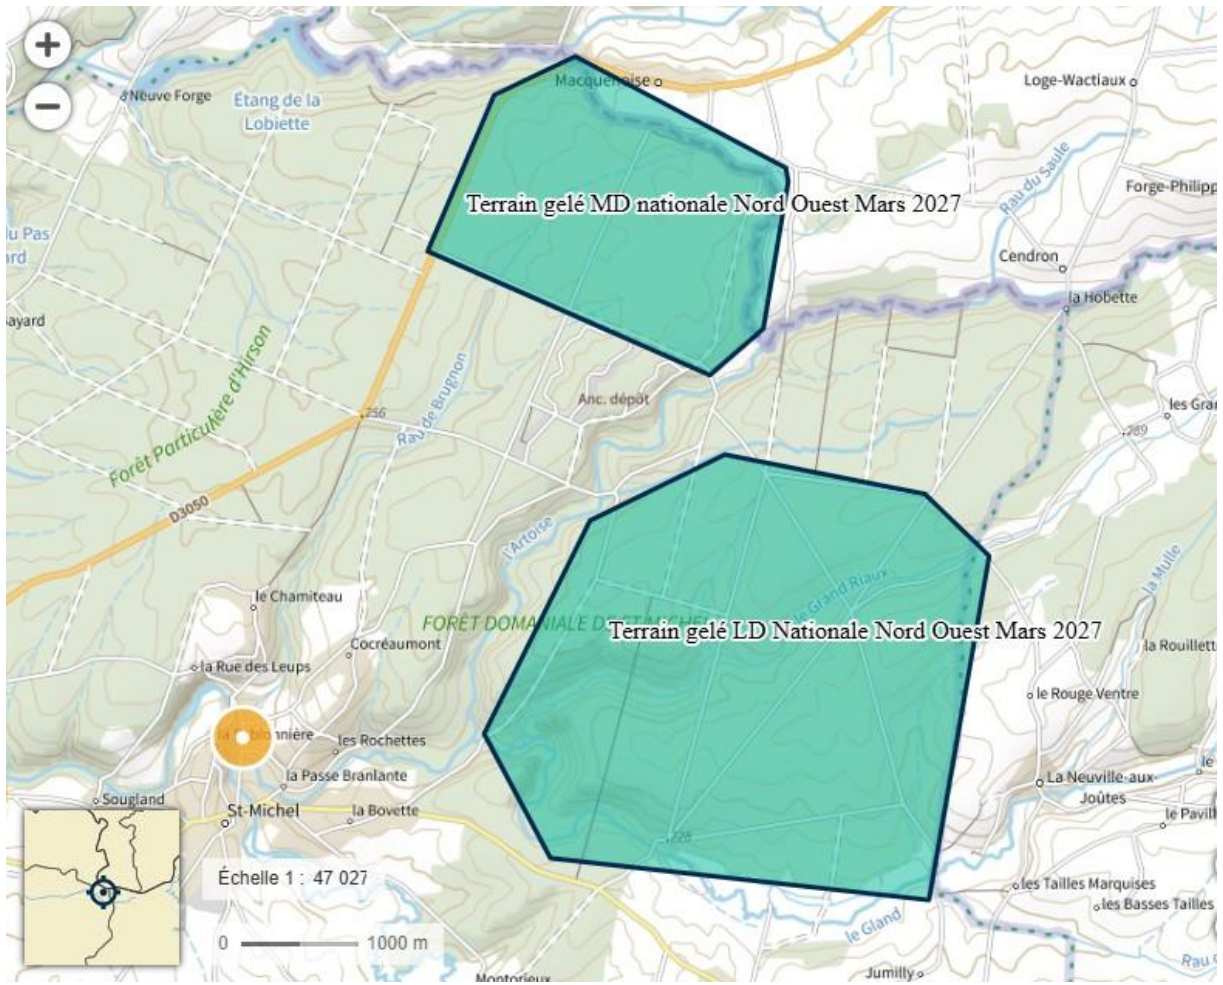 Macquenoise
Loge-Wactiaux
Neuve Forge
Étang de la
Lobiette
Rau du Saule
Forge-Philipp
Terrain gelé MD nationale Nord Ouest Mars 2027
du Pas
Cendron
la Hobette
Forêt Particulière d'Hirson
Rau de Brugnon
Anc. dépôt
256
les Gra
289
D3050
l'Artoise
la Mulle
le Grand Riaux
le Chamiteau
FORÊT DOMANIALE DE ST-MICHEL
Terrain gelé LD Nationale Nord Ouest Mars 2027
Cocréaumont
la Rouillett
la Rue des Leups
le Rouge Ventre
les Rochettes
la Passe Branlante
La Neuville-aux-
Joûtes
le
Sougland
St-Michel
la Bovette
le Pavill
228
Échelle 1 : 47 027
les Tailles Marquises
les Basses Tailles
le Gland
0 1000 m
Montorieux
Jumilly
Rau